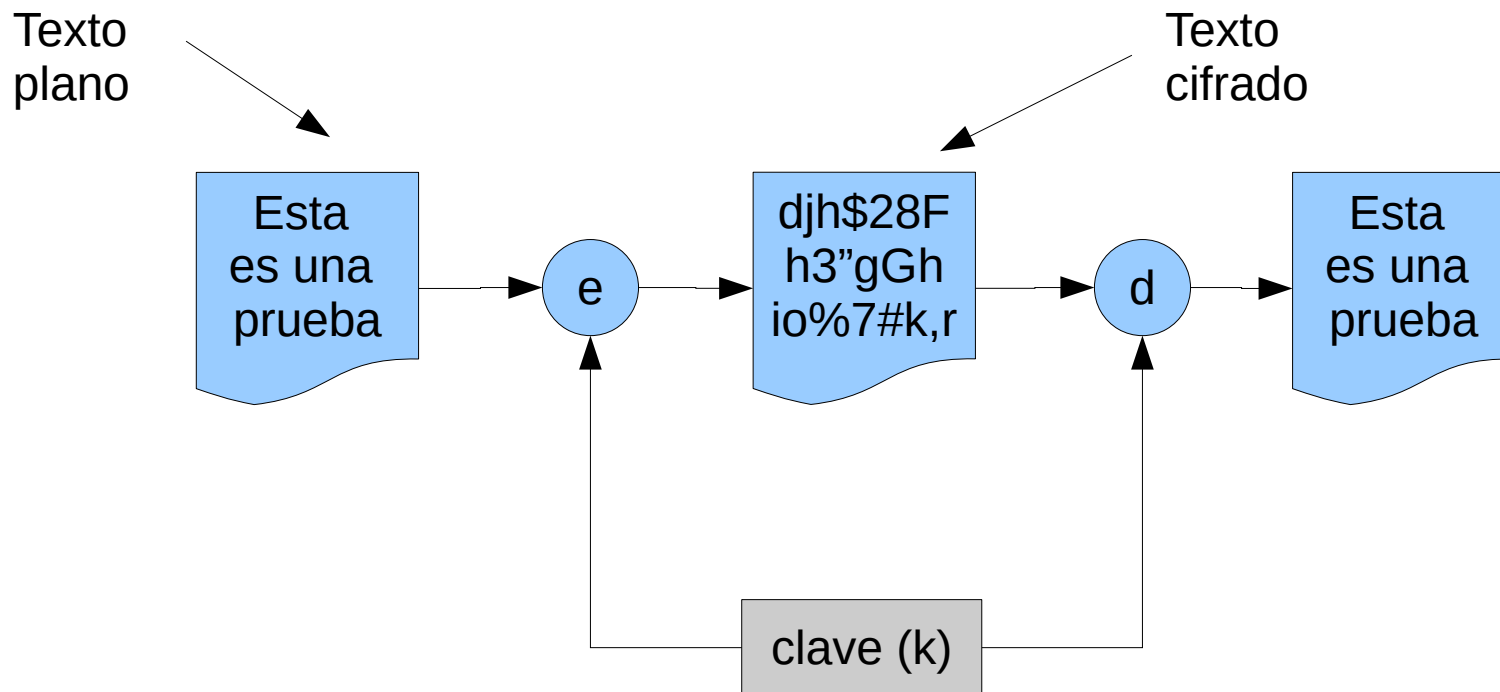 Texto
plano
Texto
cifrado
Esta
es una
prueba
e
djh$28F
h3”gGh
io%7#k,r
d
Esta
es una
prueba
clave (k)